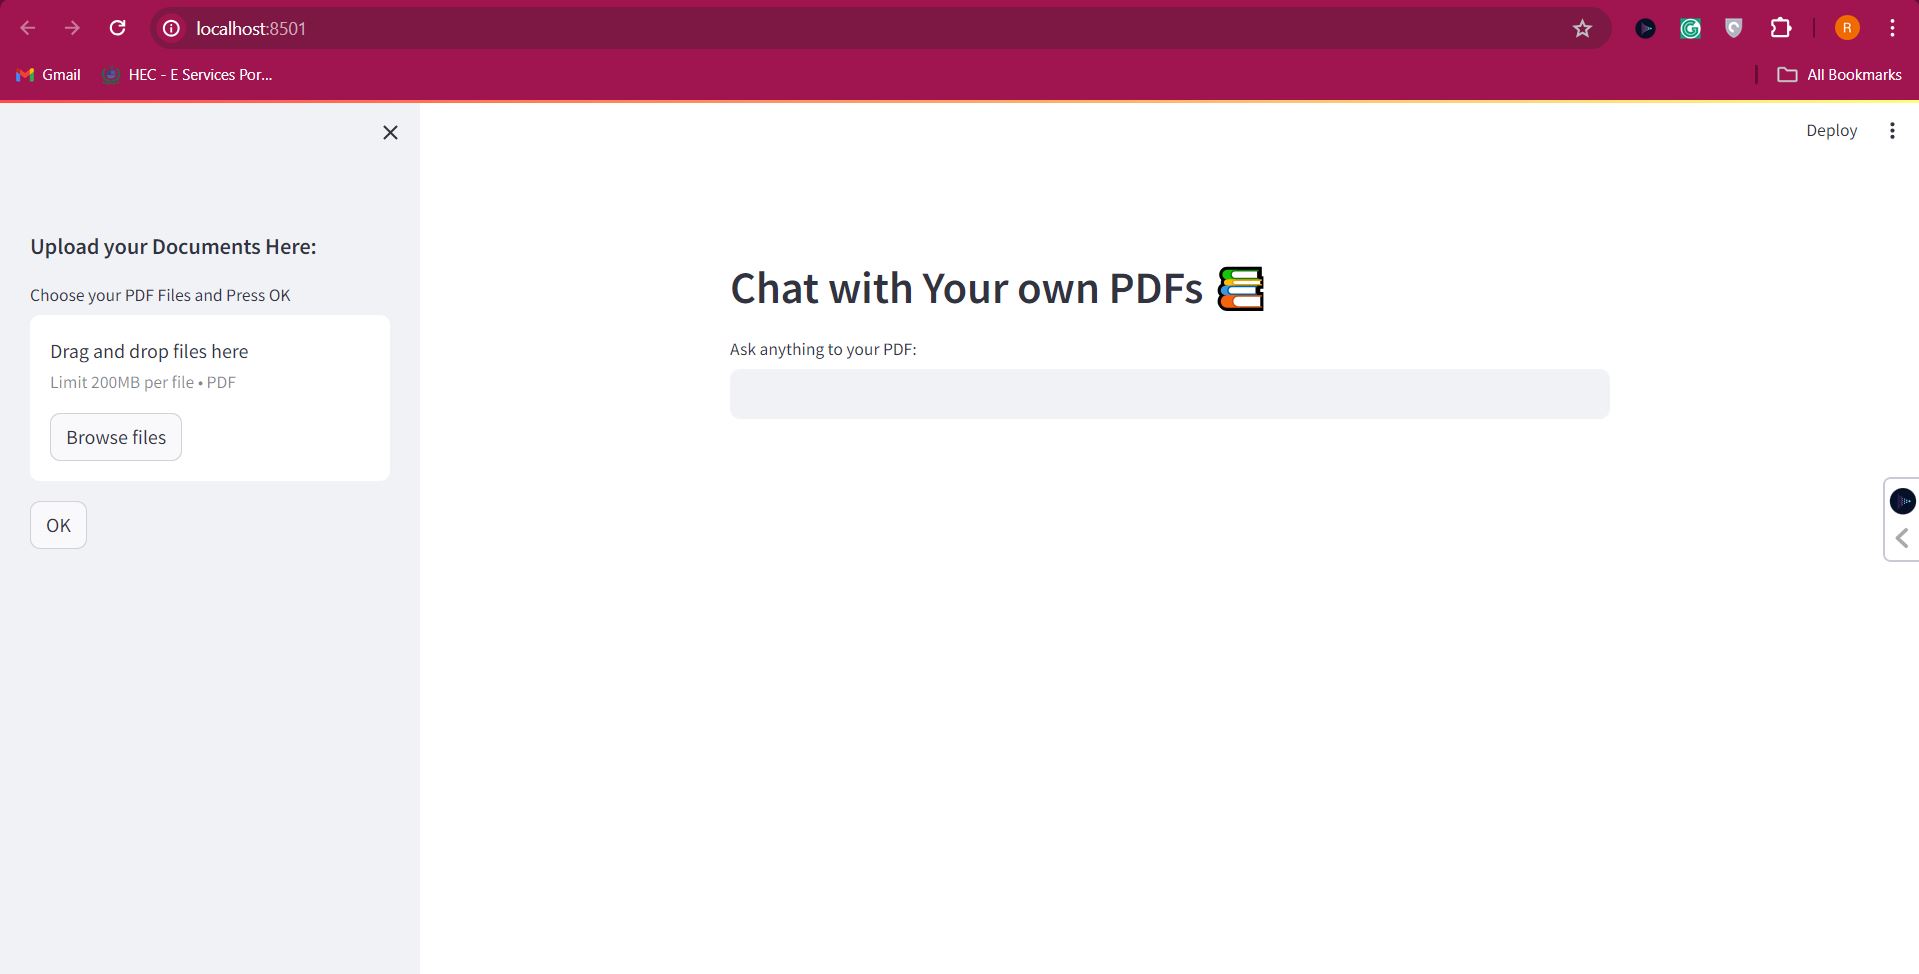 localhost:8501
R
Gmail
HEC - E Services Por...
All Bookmarks
Deploy
Upload your Documents Here:
Choose your PDF Files and Press OK
Drag and drop files here
Limit 200MB per file • PDF
Browse files
OK
Chat with Your own PDFs
Ask anything to your PDF: